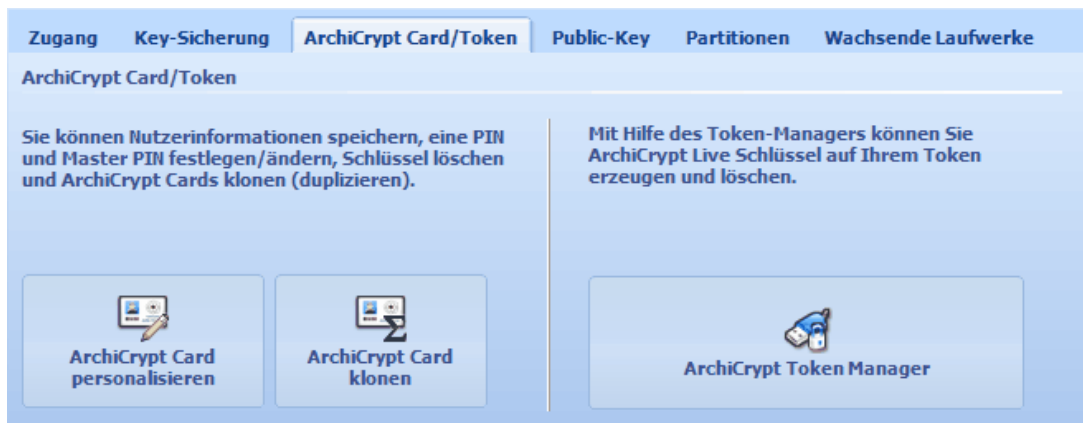 Zugang Key-Sicherung ArchiCrypt Card/Token Public-Key Partitionen Wachsende Laufwerke
ArchiCrypt Card/Token
Sie können Nutzerinformationen speichern, eine PIN
und Master PIN festlegen/ändern, Schlüssel löschen
und ArchiCrypt Cards klonen (duplizieren).
Mit Hilfe des Token-Managers können Sie
ArchiCrypt Live Schlüssel auf Ihrem Token
erzeugen und löschen.
ArchiCrypt Card
personalisieren
ArchiCrypt Card
klonen
ArchiCrypt Token Manager